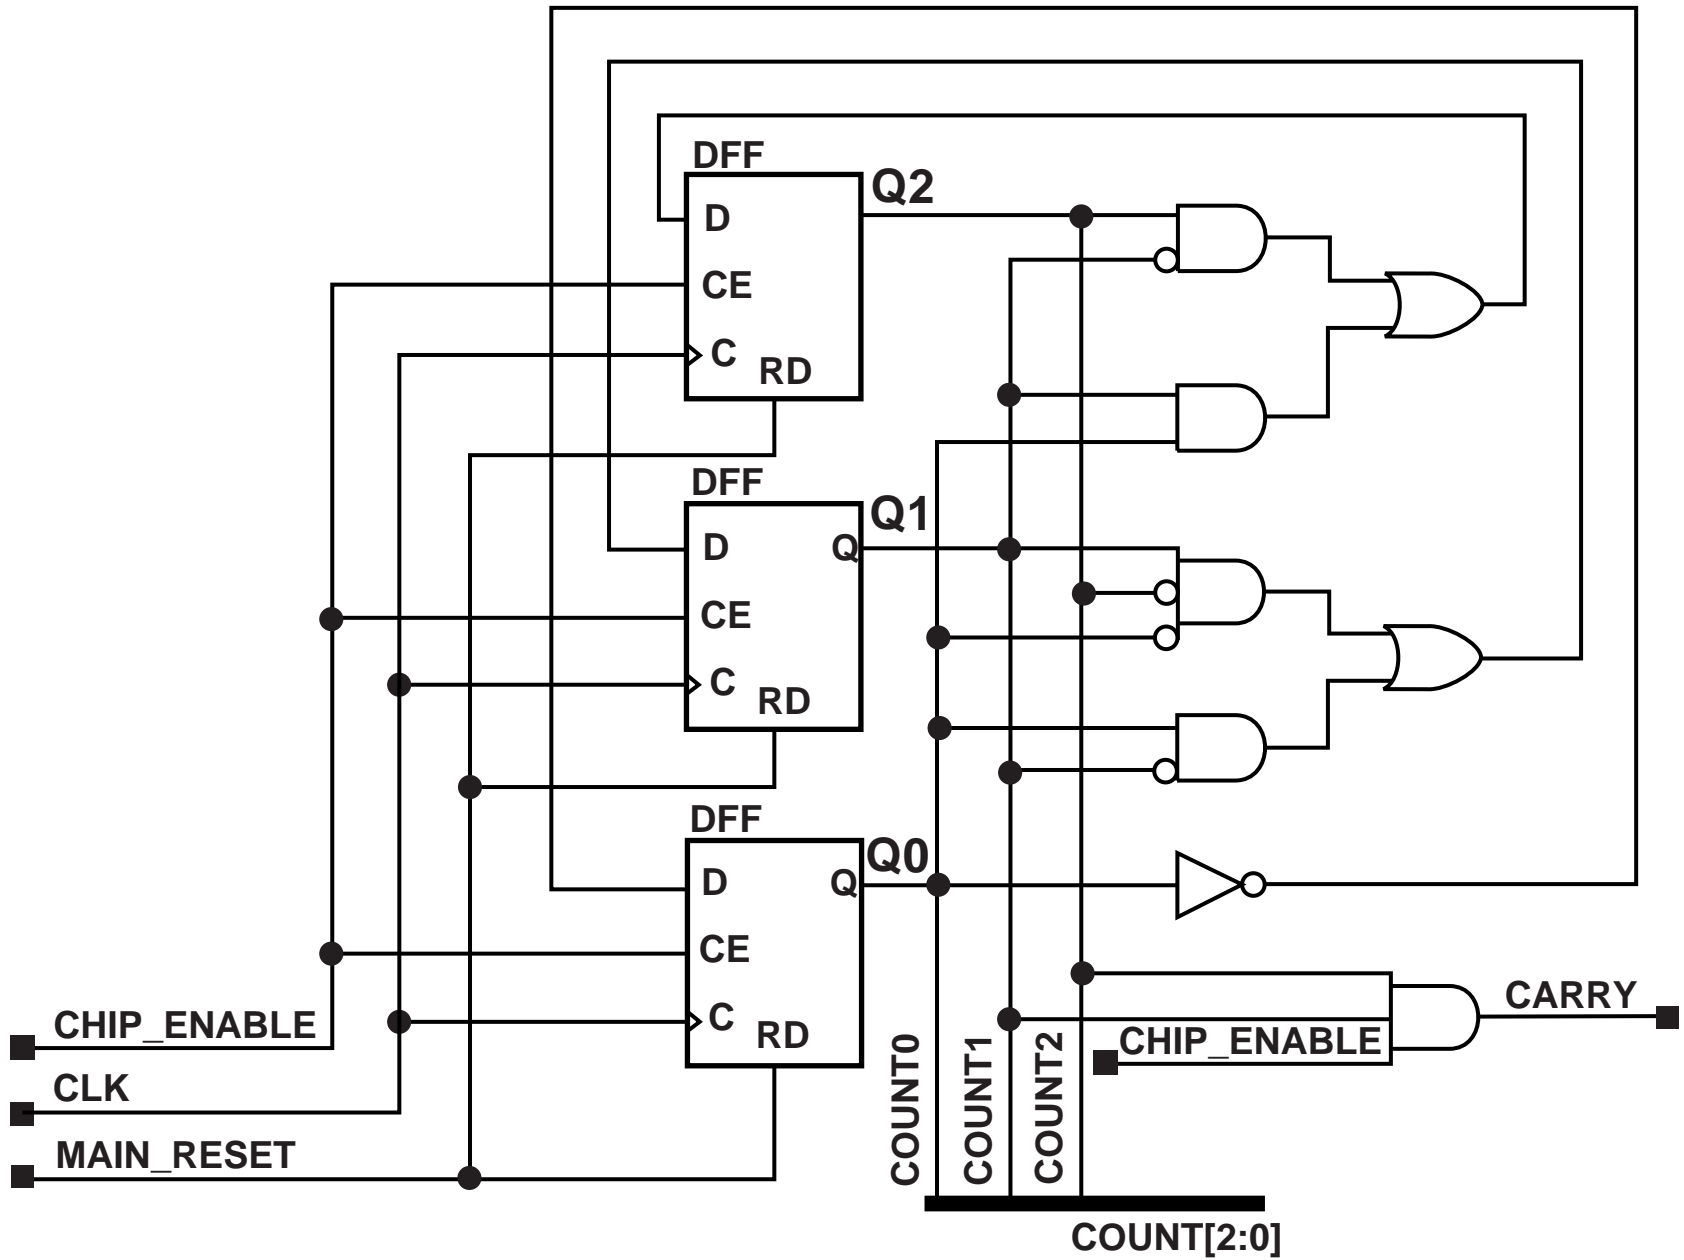 DFF
Q2
D
CE
C
RD
DFF
Q1
D
Q
CE
C
RD
DFF
Q0
D
Q
CE
C
RD
CHIP_ENABLE
CLK
MAIN_RESET
COUNT0
COUNT1
COUNT2
CHIP_ENABLE
CARRY
COUNT[2:0]